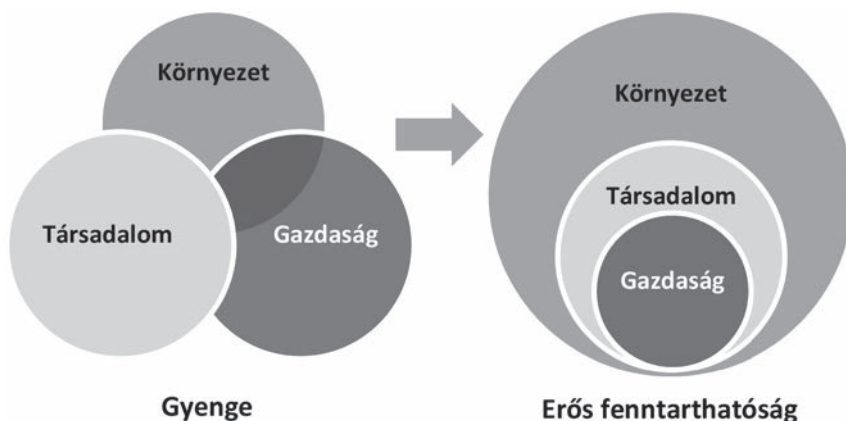 Környezet
Társadalom
Gazdaság
Gyenge
Környezet
Társadalom
Gazdaság
Erős fenntarthatóság